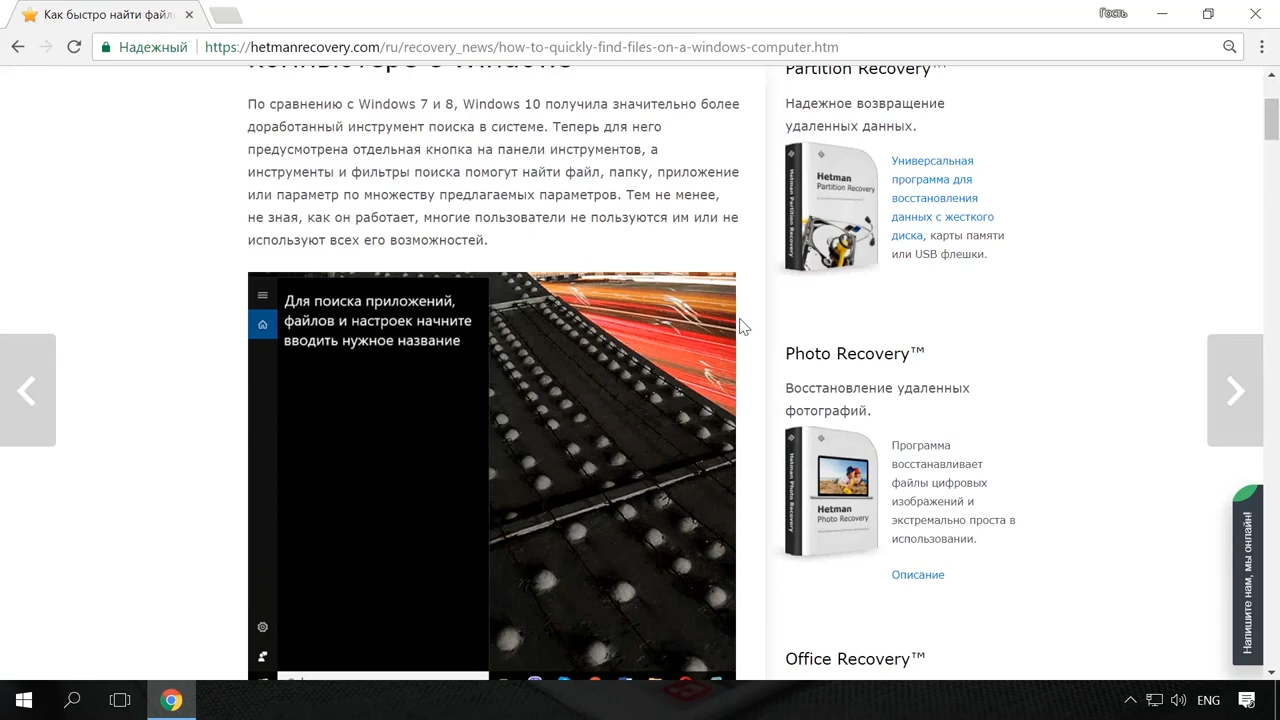 Как быстро найти файл
Гость
Надежный
https://hetmanrecovery.com/ru/recovery_news/how-to-quickly-find-files-on-a-windows-computer.htm
По сравнению с Windows 7 и 8, Windows 10 получила значительно более
доработанный инструмент поиска в системе. Теперь для него
предусмотрена отдельная кнопка на панели инструментов, а
инструменты и фильтры поиска помогут найти файл, папку, приложение
или параметр по множеству предлагаемых параметров. Тем не менее,
не зная, как он работает, многие пользователи не пользуются им или не
используют всех его возможностей.
Для поиска приложений,
файлов и настроек начните
вводить нужное название
Partition Recovery™
Надежное возвращение
удаленных данных.
Hetman
Partition Recovery
Hetman Partition Recovery
Универсальная
программа для
восстановления
данных с жесткого
диска, карты памяти
или USB флешки.
Photo Recovery™
Восстановление удаленных
фотографий.
Hetman
Photo Recovery
Hetman Photo Recovery
Программа
восстанавливает
файлы цифровых
изображений и
экстремально проста в
использовании.
Описание
Office Recovery™
Напишите нам, мы онлайн!
ENG